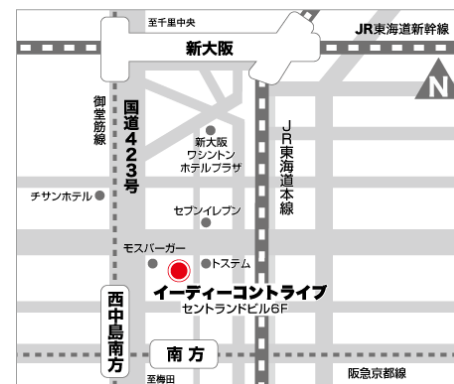 至千里中央
JR東海道新幹線
新大阪
N
御堂筋線
国道423号
新大阪
ワシントン
ホテルプラザ
JR東海道本線
チサンホテル
セブンイレブン
モスバーガー
トステム
イーディーコントライブ
セントランドビル6F
西中島南方
南方
阪急京都線
至梅田